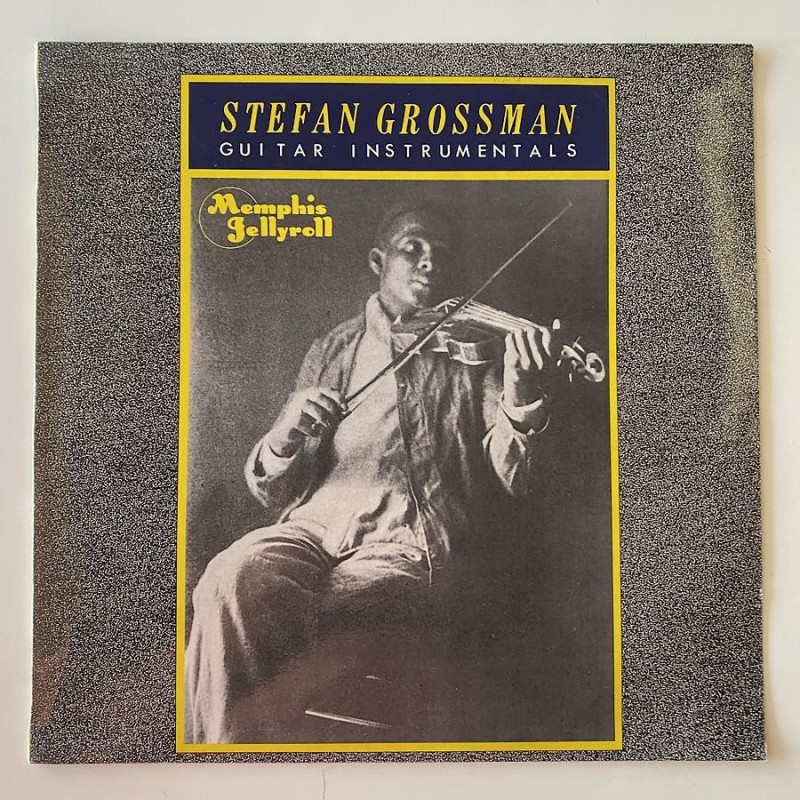 STEFAN GROSSMAN
GUITAR INSTRUMENTALS
Memphis
Jellyroll